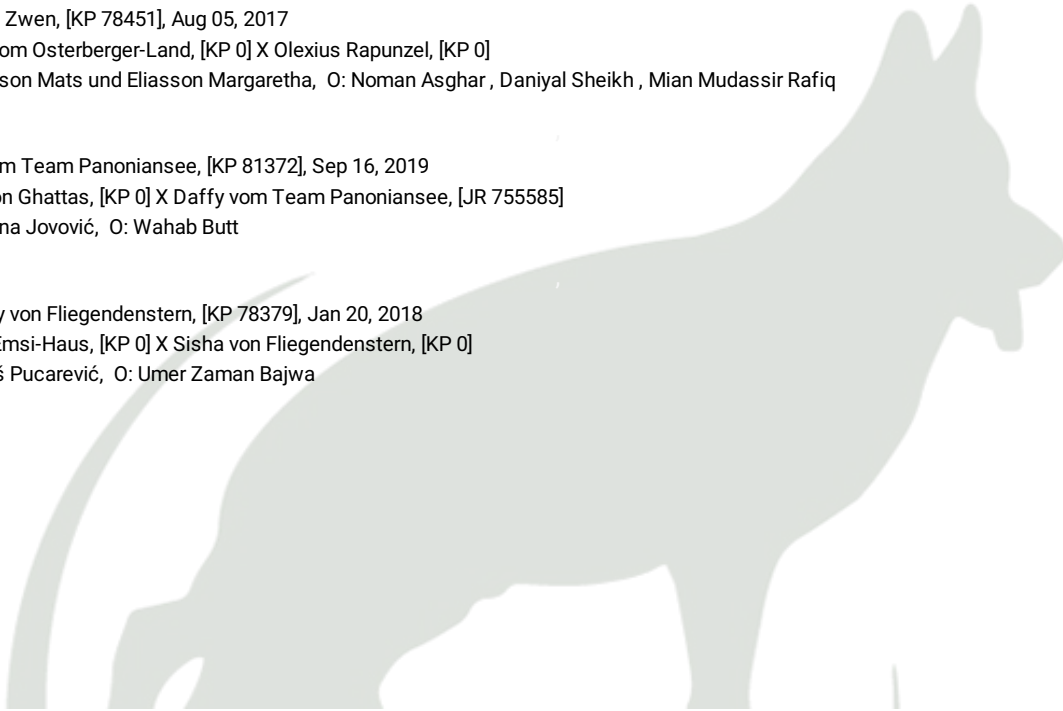 Zwen, [KP 78451], Aug 05, 2017
om Osterberger-Land, [KP 0] X Olexius Rapunzel, [KP 0]
son Mats und Eliasson Margaretha, O: Noman Asghar , Daniyal Sheikh , Mian Mudassir Rafiq
m Team Panoniansee, [KP 81372], Sep 16, 2019
on Ghattas, [KP 0] X Daffy vom Team Panoniansee, [JR 755585]
na Jovović, O: Wahab Butt
y von Fliegendenstern, [KP 78379], Jan 20, 2018
Emsi-Haus, [KP 0] X Sisha von Fliegendenstern, [KP 0]
š Pucarević, O: Umer Zaman Bajwa